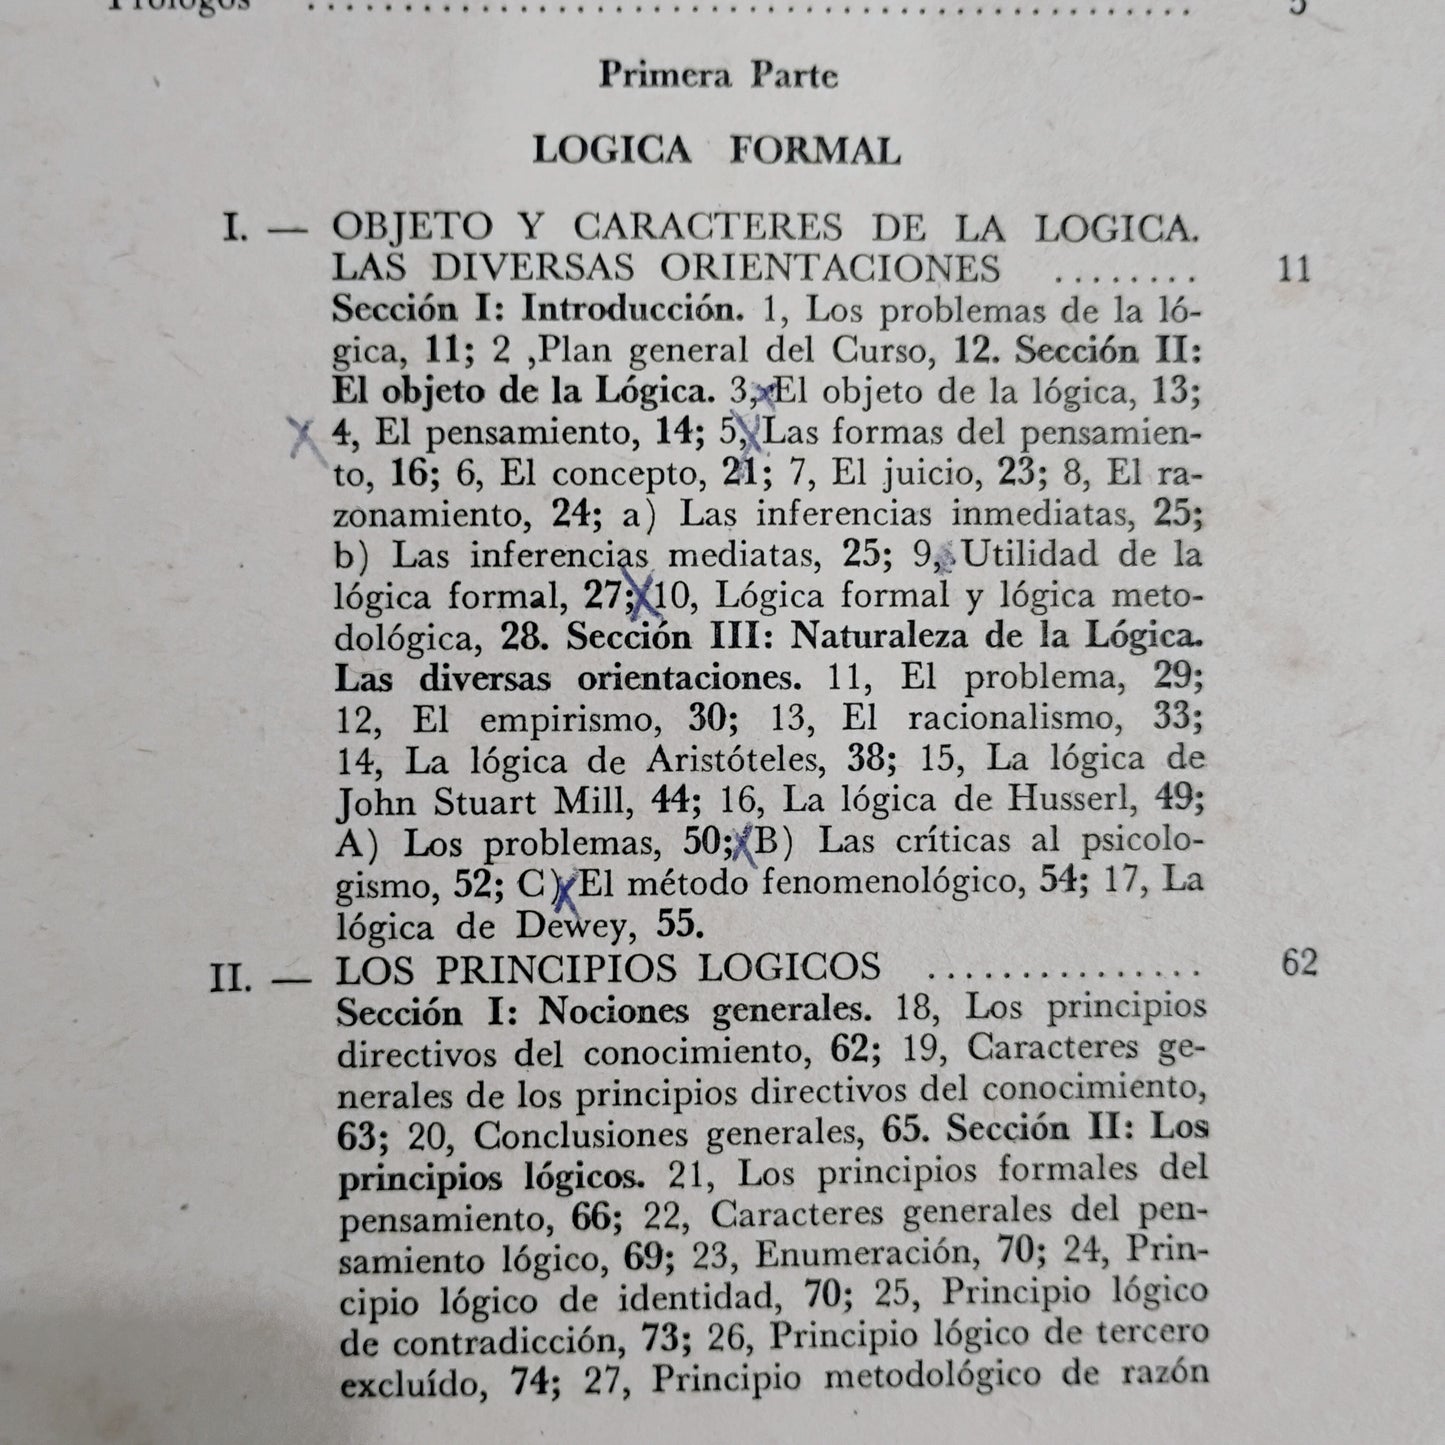 Prólogos ........................................ 5
Primera Parte
LOGICA FORMAL
I. — OBJETO Y CARACTERES DE LA LOGICA.
LAS DIVERSAS ORIENTACIONES ........ 11
Sección I: Introducción. 1, Los problemas de la ló-
gica, 11; 2 ,Plan general del Curso, 12. Sección II:
El objeto de la Lógica. 3, El objeto de la lógica, 13;
4, El pensamiento, 14; 5, Las formas del pensamien-
to, 16; 6, El concepto, 21; 7, El juicio, 23; 8, El ra-
zonamiento, 24; a) Las inferencias inmediatas, 25;
b) Las inferencias mediatas, 25; 9, Utilidad de la
lógica formal, 27; 10, Lógica formal y lógica meto-
dológica, 28. Sección III: Naturaleza de la Lógica.
Las diversas orientaciones. 11, El problema, 29;
12, El empirismo, 30; 13, El racionalismo, 33;
14, La lógica de Aristóteles, 38; 15, La lógica de
John Stuart Mill, 44; 16, La lógica de Husserl, 49;
A) Los problemas, 50; B) Las críticas al psicolo-
gismo, 52; C) El método fenomenológico, 54; 17, La
lógica de Dewey, 55.
II. — LOS PRINCIPIOS LOGICOS ............... 62
Sección I: Nociones generales. 18, Los principios
directivos del conocimiento, 62; 19, Caracteres ge-
nerales de los principios directivos del conocimiento,
63; 20, Conclusiones generales, 65. Sección II: Los
principios lógicos. 21, Los principios formales del
pensamiento, 66; 22, Caracteres generales del pen-
samiento lógico, 69; 23, Enumeración, 70; 24, Prin-
cipio lógico de identidad, 70; 25, Principio lógico
de contradicción, 73; 26, Principio lógico de tercero
excluído, 74; 27, Principio metodológico de razón